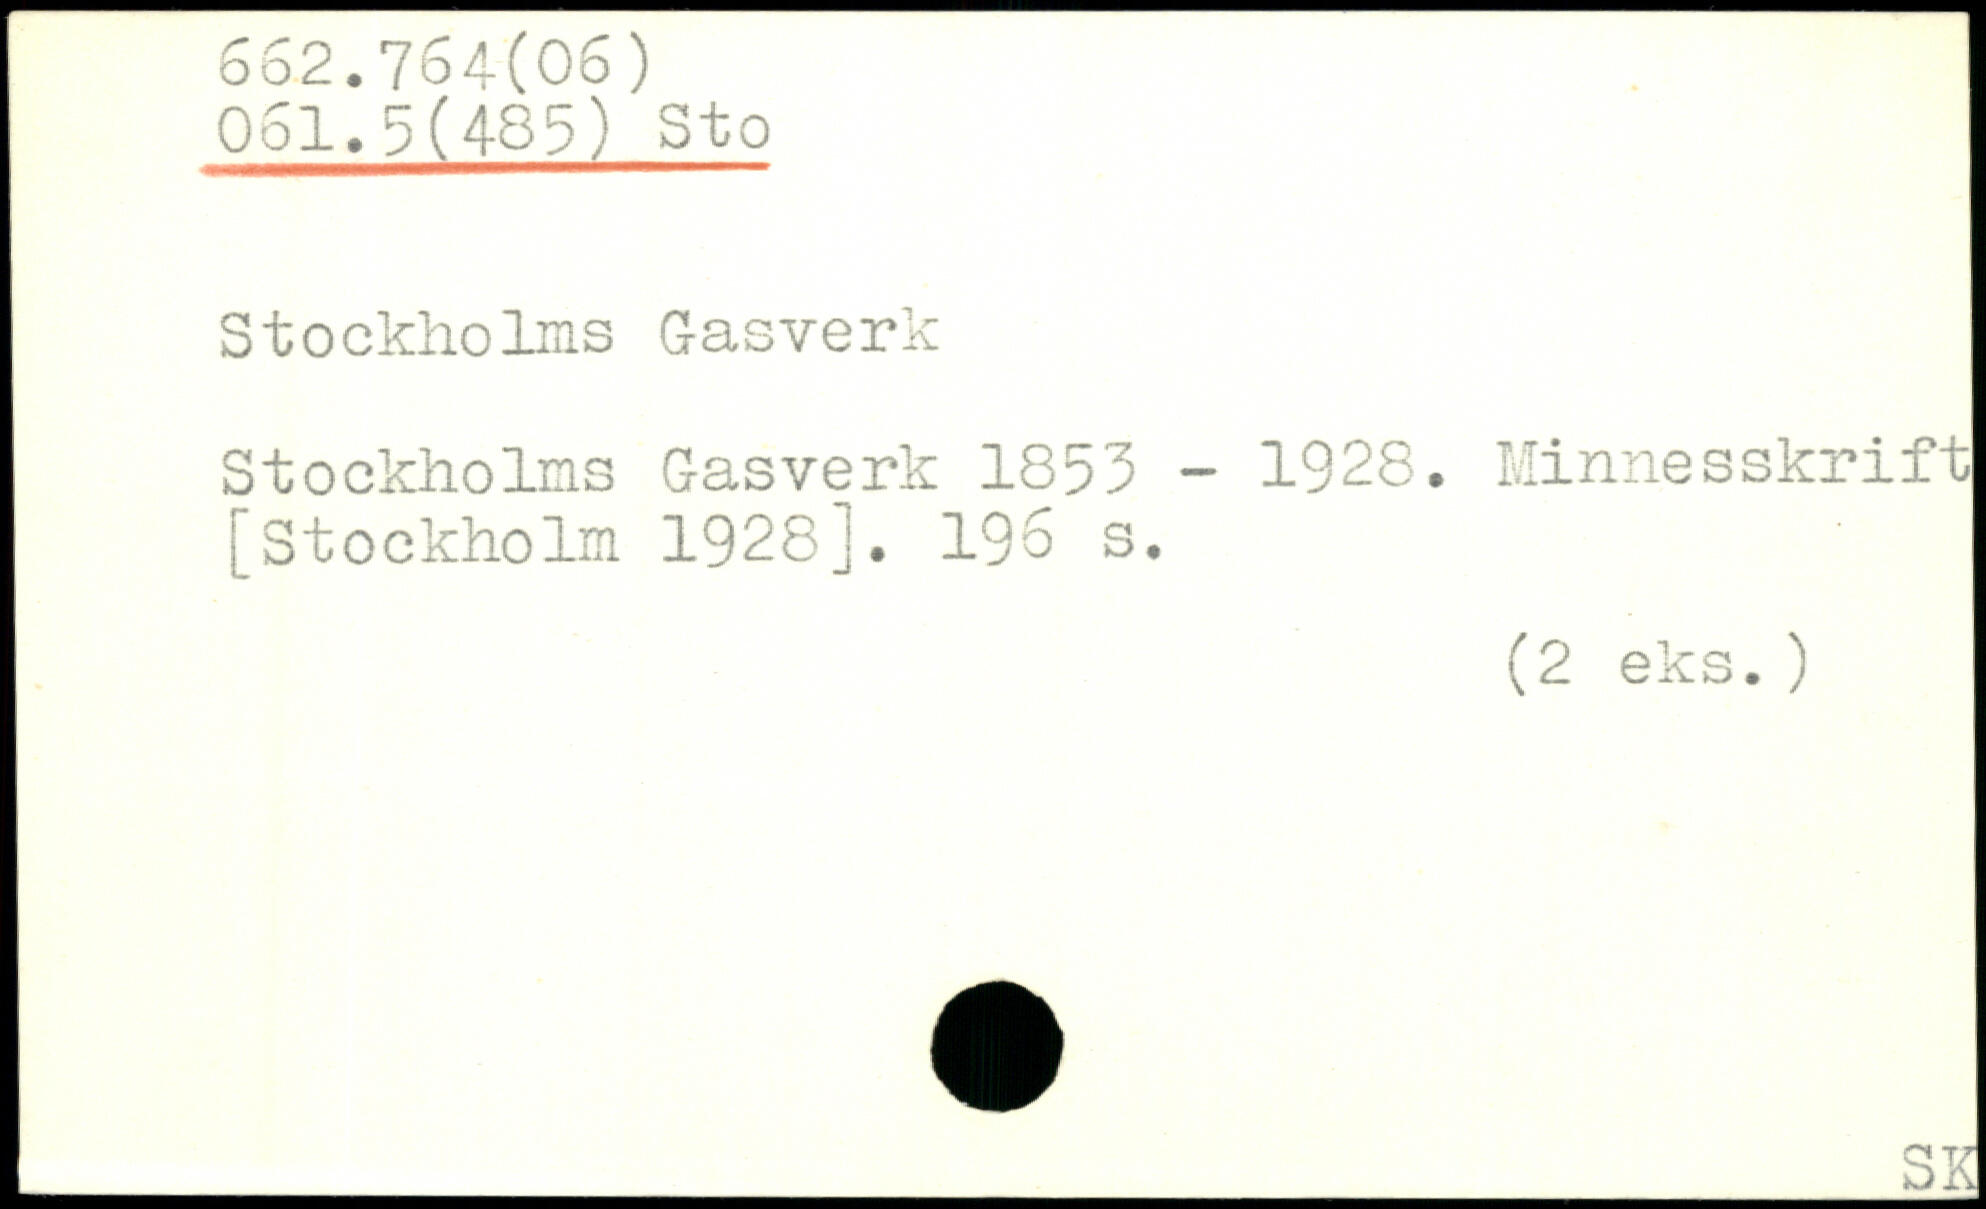 662.764(06)
061.5(485) Sto
Stockholms Gasverk
Stockholms Gasverk 1853 - 1928. Minnesskrift
[Stockholm 1928]. 196 s.
(2 eks.)
SK